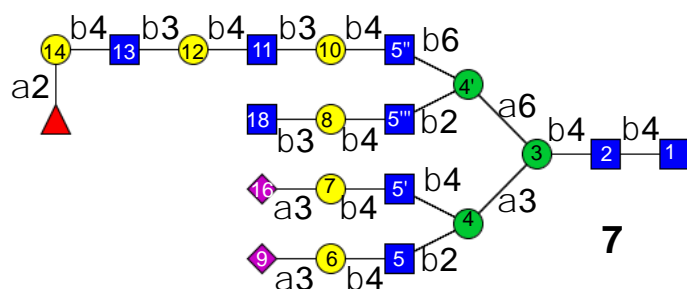 b4 b3 b4 b3 b4 b6
14 13 12 11 10 5" 4'
a2 a6
18 8 5"' b2 b4 b4
b3 b4 3 2 1
16 7 5' b4 a3
a3 b4 4 7
9 6 5 b2
a3 b4